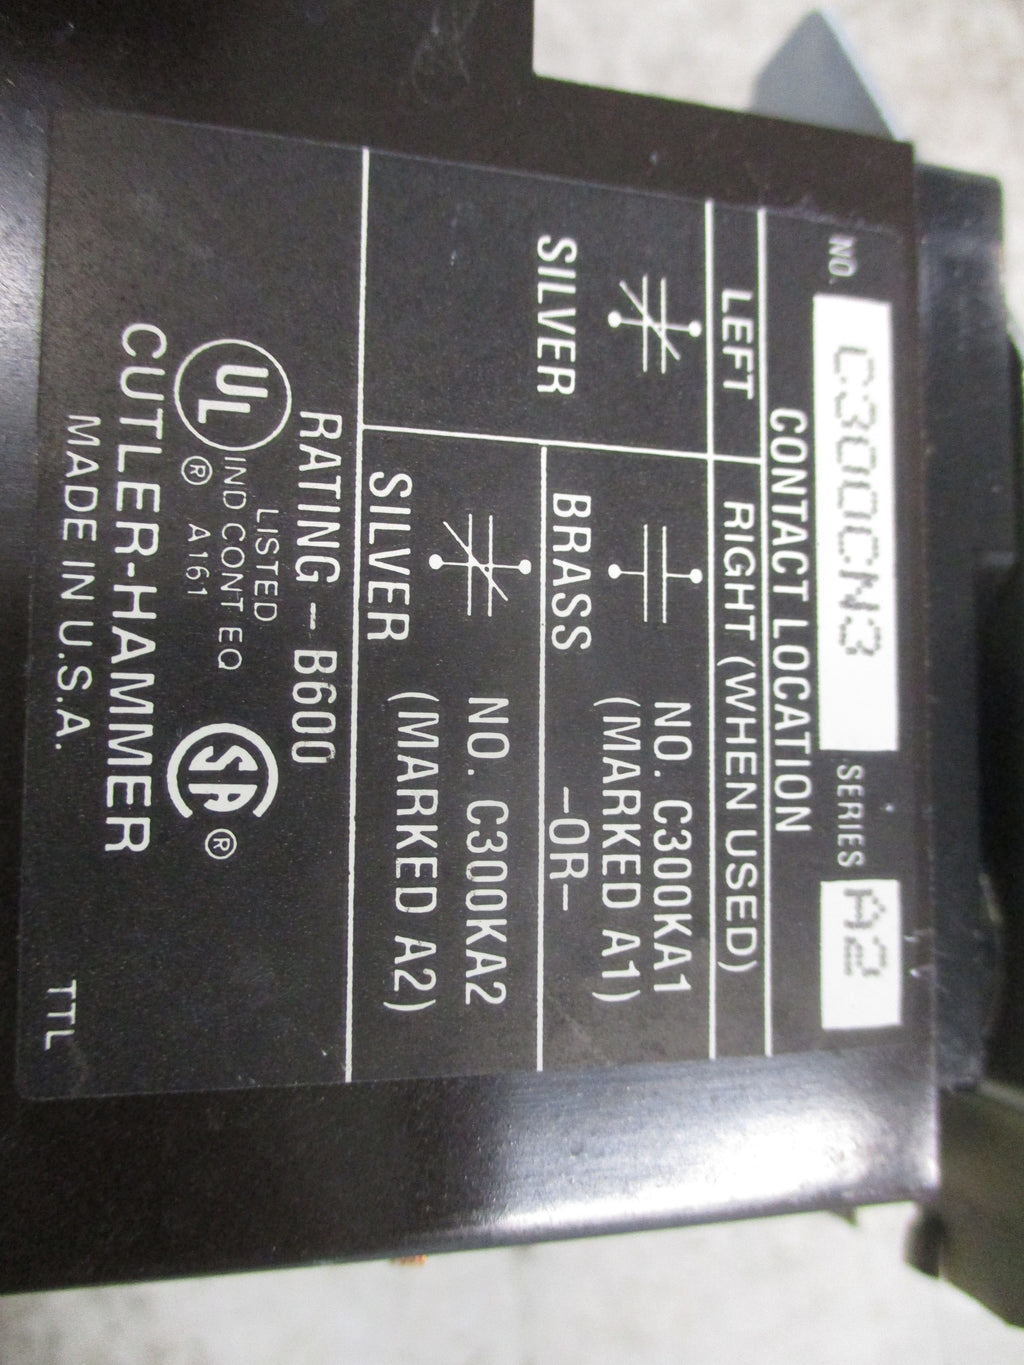 NO. C300CN3 SERIES A2
CONTACT LOCATION
LEFT RIGHT (WHEN USED)
SILVER
BRASS
NO. C300KA1
(MARKED A1)
-OR-
SILVER
NO. C300KA2
(MARKED A2)
RATING - B600
UL
LISTED
IND CONT EQ
® A161
SA ®
CUTLER-HAMMER
MADE IN U.S.A.
TTL